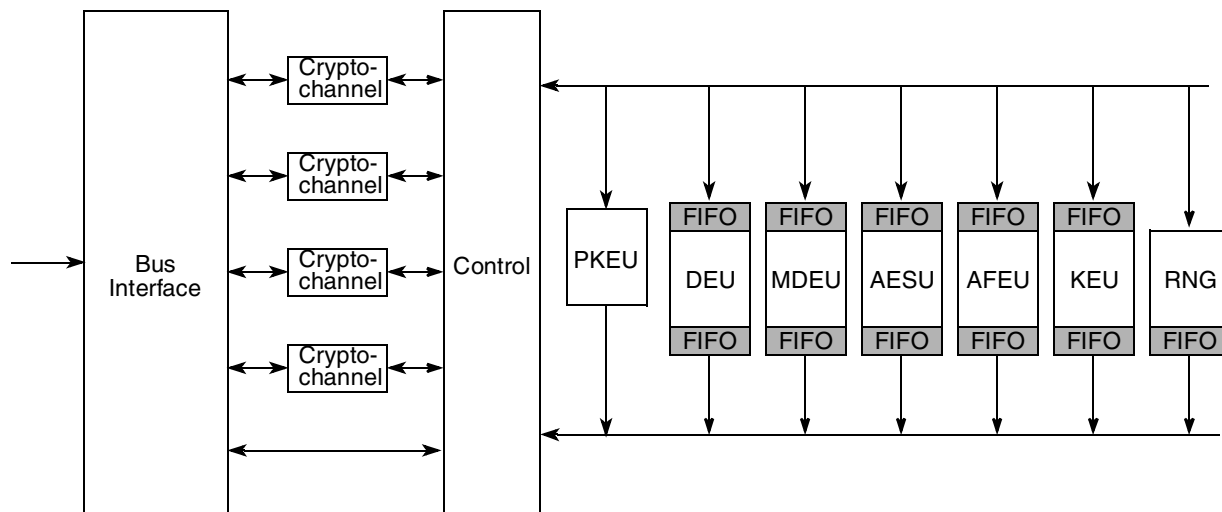 Crypto-
channel
Crypto-
channel
Crypto-
channel
Crypto-
channel
Bus
Interface
Control
PKEU
FIFO
DEU
FIFO
FIFO
MDEU
FIFO
FIFO
AESU
FIFO
FIFO
AFEU
FIFO
FIFO
KEU
FIFO
RNG
FIFO